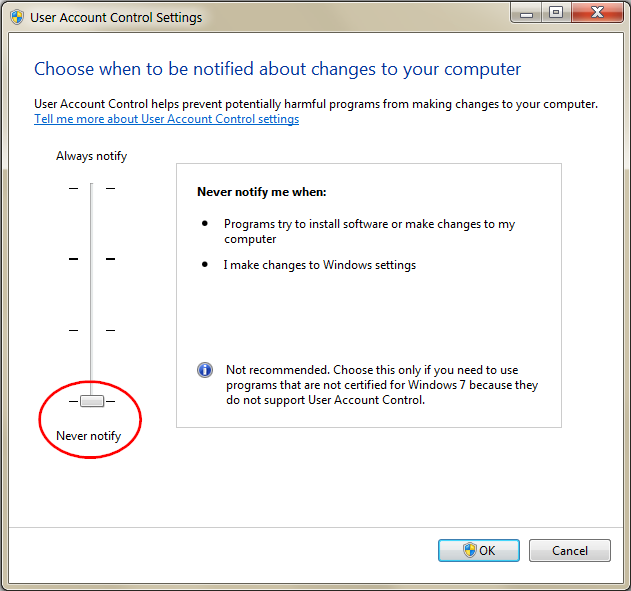 User Account Control Settings
Choose when to be notified about changes to your computer
User Account Control helps prevent potentially harmful programs from making changes to your computer.
Tell me more about User Account Control settings
Always notify
Never notify me when:
Programs try to install software or make changes to my
computer
I make changes to Windows settings
Not recommended. Choose this only if you need to use
programs that are not certified for Windows 7 because they
do not support User Account Control.
Never notify
OK
Cancel